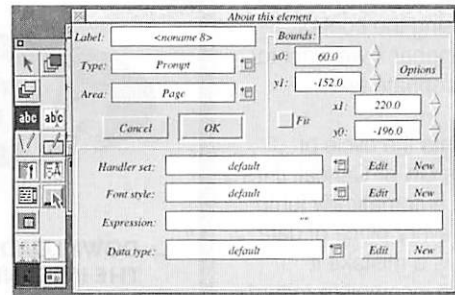 About this element
Label: <noname 8>
Type: Prompt
Area: Page
Cancel OK
Bounds:
x0: 60.0
y1: -152.0
Options
x1: 220.0
Fit
y0: -196.0
Handler set: default Edit New
Font style: default Edit New
Expression: ""
Data type: default Edit New
abc abc